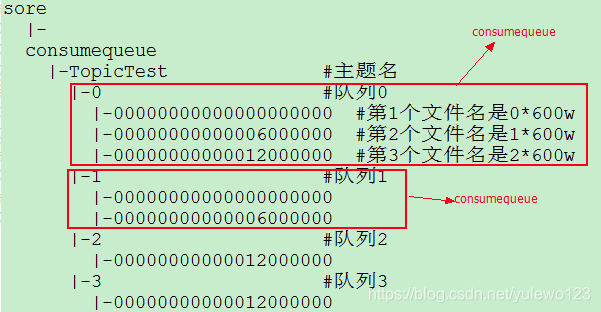 sore
|-
consumequeue
consumequeue
|-TopicTest #主题名
|-0 #队列0
|-00000000000000000000 #第1个文件名是0*600w
|-00000000000006000000 #第2个文件名是1*600w
|-00000000000012000000 #第3个文件名是2*600w
|-1 #队列1
|-00000000000000000000
consumequeue
|-00000000000006000000
|-2 #队列2
|-00000000000012000000
|-3 #队列3
|-00000000000012000000
https://blog.csdn.net/yulewo123